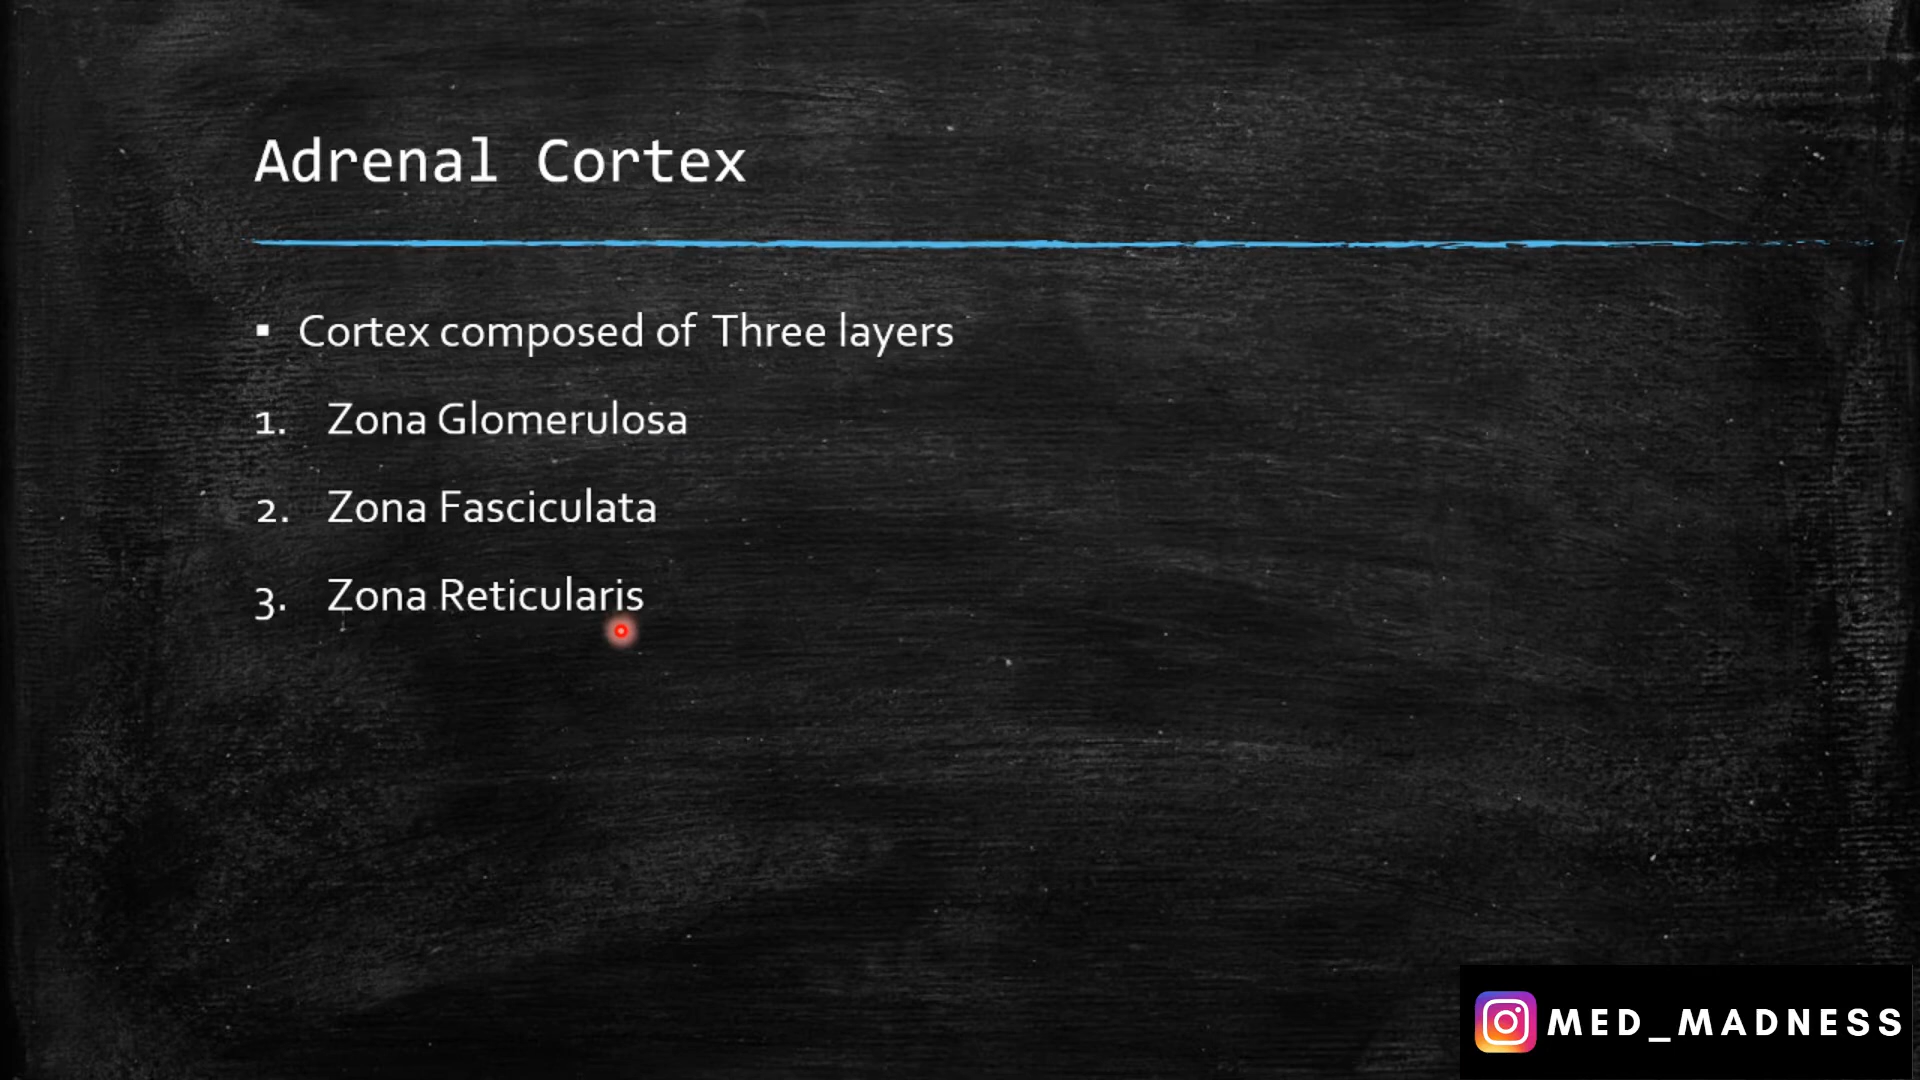 Adrenal Cortex
▪ Cortex composed of Three layers
1. Zona Glomerulosa
2. Zona Fasciculata
3. Zona Reticularis
MED_MADNESS